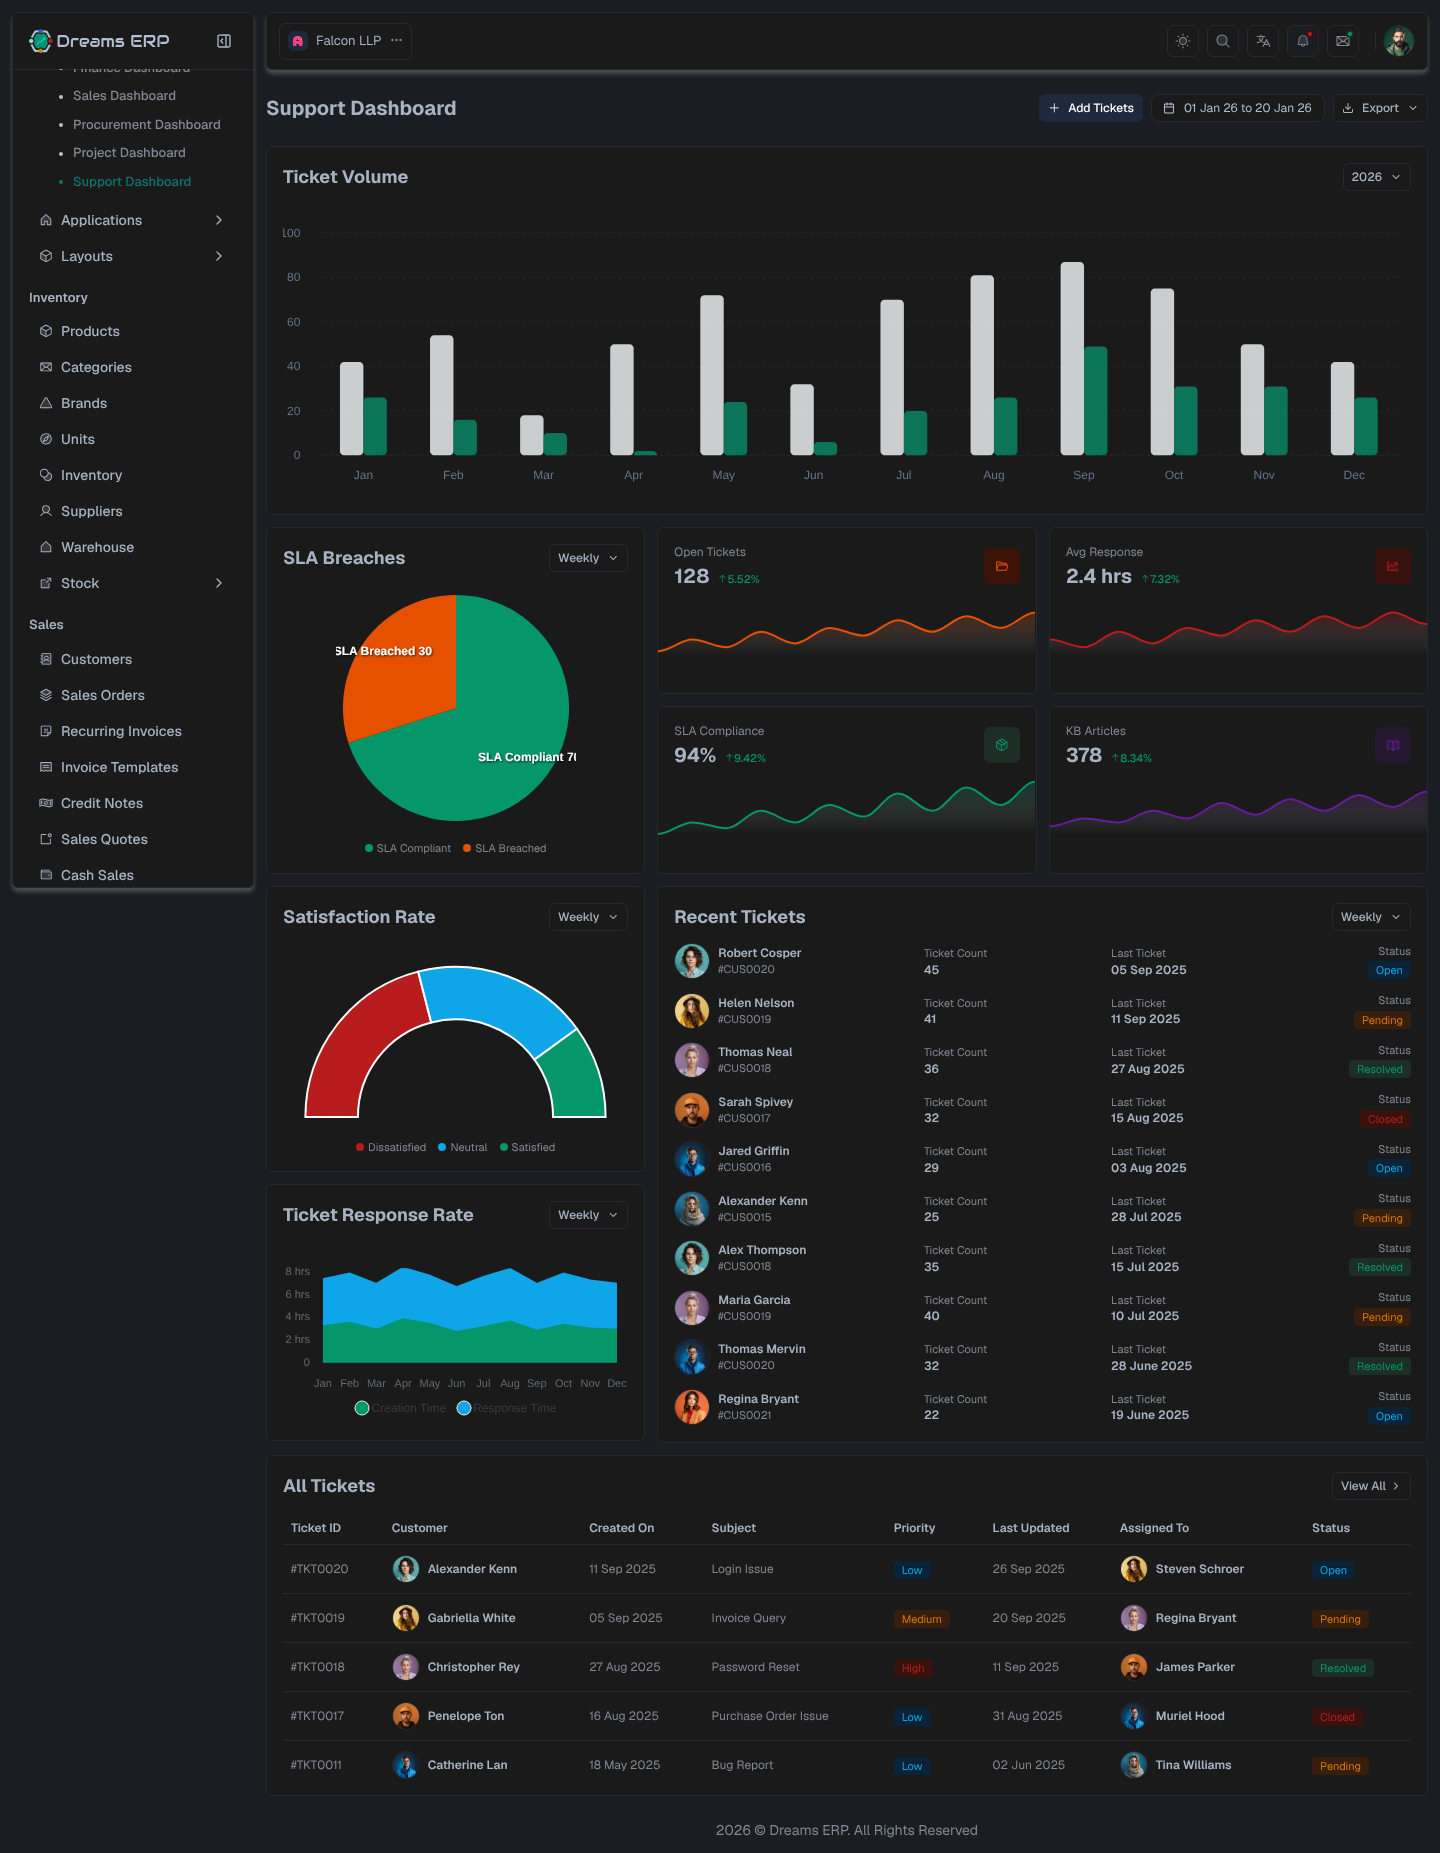 Dreams ERP
Falcon LLP
Finance Dashboard
Sales Dashboard
Procurement Dashboard
Project Dashboard
Support Dashboard
Applications
Layouts
Inventory
Products
Categories
Brands
Units
Inventory
Suppliers
Warehouse
Stock
Sales
Customers
Sales Orders
Recurring Invoices
Invoice Templates
Credit Notes
Sales Quotes
Cash Sales
Support Dashboard
Add Tickets
01 Jan 26 to 20 Jan 26
Export
Ticket Volume
2026
100
80
60
40
20
0
Jan Feb Mar Apr May Jun Jul Aug Sep Oct Nov Dec
SLA Breaches
Weekly
SLA Breached 30
SLA Compliant 70
SLA Compliant SLA Breached
Open Tickets
128 ↑5.52%
Avg Response
2.4 hrs ↑7.32%
SLA Compliance
94% ↑9.42%
KB Articles
378 ↑8.34%
Satisfaction Rate
Weekly
Dissatisfied Neutral Satisfied
Ticket Response Rate
Weekly
8 hrs
6 hrs
4 hrs
2 hrs
0
Jan Feb Mar Apr May Jun Jul Aug Sep Oct Nov Dec
Creation Time Response Time
Recent Tickets
Weekly
Robert Cosper Ticket Count Last Ticket Status
#CUS0020 45 05 Sep 2025 Open
Helen Nelson Ticket Count Last Ticket Status
#CUS0019 41 11 Sep 2025 Pending
Thomas Neal Ticket Count Last Ticket Status
#CUS0018 36 27 Aug 2025 Resolved
Sarah Spivey Ticket Count Last Ticket Status
#CUS0017 32 15 Aug 2025 Closed
Jared Griffin Ticket Count Last Ticket Status
#CUS0016 29 03 Aug 2025 Open
Alexander Kenn Ticket Count Last Ticket Status
#CUS0015 25 28 Jul 2025 Pending
Alex Thompson Ticket Count Last Ticket Status
#CUS0018 35 15 Jul 2025 Resolved
Maria Garcia Ticket Count Last Ticket Status
#CUS0019 40 10 Jul 2025 Pending
Thomas Mervin Ticket Count Last Ticket Status
#CUS0020 32 28 June 2025 Resolved
Regina Bryant Ticket Count Last Ticket Status
#CUS0021 22 19 June 2025 Open
All Tickets
View All
Ticket ID Customer Created On Subject Priority Last Updated Assigned To Status
#TKT0020 Alexander Kenn 11 Sep 2025 Login Issue Low 26 Sep 2025 Steven Schroer Open
#TKT0019 Gabriella White 05 Sep 2025 Invoice Query Medium 20 Sep 2025 Regina Bryant Pending
#TKT0018 Christopher Rey 27 Aug 2025 Password Reset High 11 Sep 2025 James Parker Resolved
#TKT0017 Penelope Ton 16 Aug 2025 Purchase Order Issue Low 31 Aug 2025 Muriel Hood Closed
#TKT0011 Catherine Lan 18 May 2025 Bug Report Low 02 Jun 2025 Tina Williams Pending
2026 © Dreams ERP. All Rights Reserved